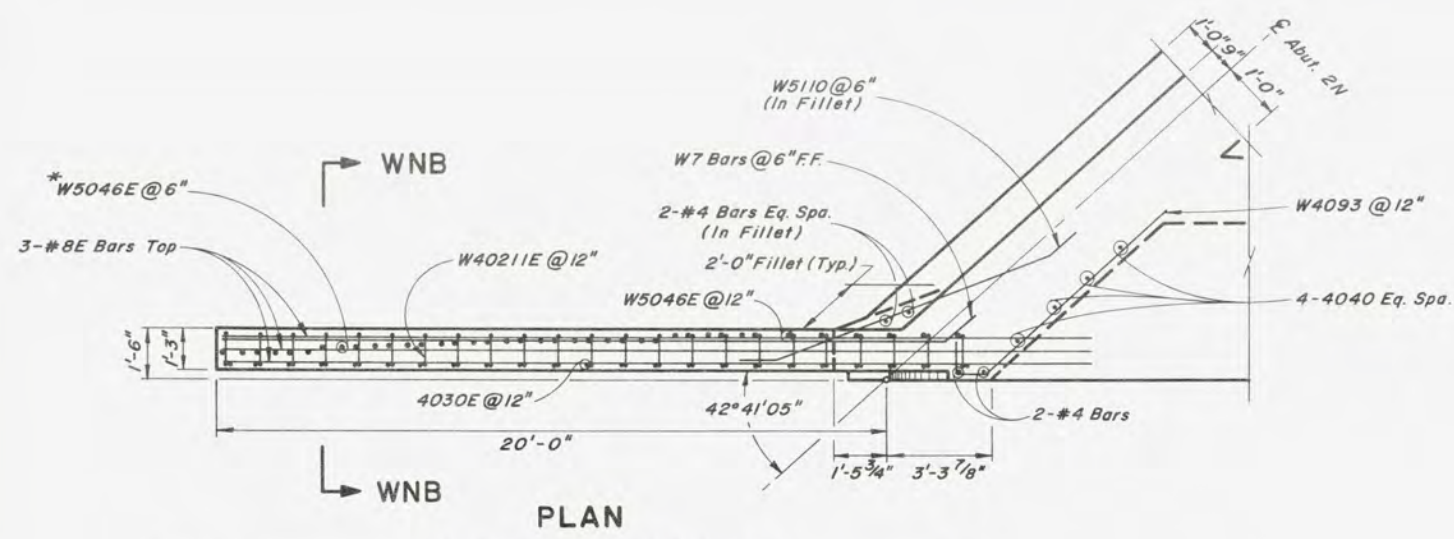 1'-0"
9"
1'-0"
℄ Abut. 2N
W5110@6"
(In Fillet)
WNB
W7 Bars@6"F.F.
*W5046E@6"
2-#4 Bars Eq. Spa.
(In Fillet)
W4093 @12"
3-#8E Bars Top
W40211E@12"
2'-0"Fillet (Typ.)
W5046E@12"
4-4040 Eq. Spa.
1'-6"
1'-3"
4030E@12"
42°41'05"
2-#4 Bars
20'-0"
1'-5 3/4"
3'-3 7/8"
WNB
PLAN